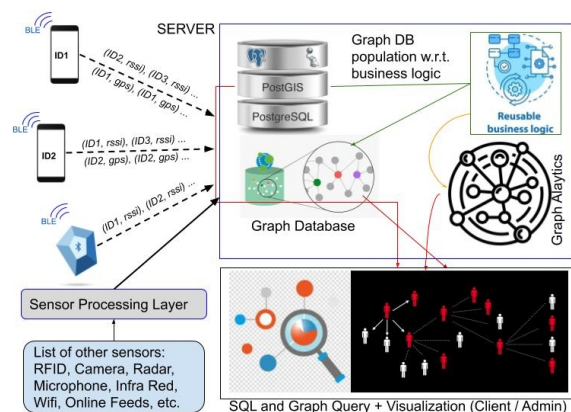 BLE
ID1
(ID2, rssi), (ID3, rssi) ...
(ID1, gps), (ID1, gps) ...
BLE
ID2
(ID1, rssi), (ID3, rssi) ...
(ID2, gps), (ID2, gps) ...
BLE
(ID1, rssi), (ID2, rssi) ...
Sensor Processing Layer
List of other sensors:
RFID, Camera, Radar,
Microphone, Infra Red,
Wifi, Online Feeds, etc.
SERVER
PostGIS
PostgreSQL
Graph DB
population w.r.t.
business logic
Reusable
business logic
Graph Database
Graph Alaytics
SQL and Graph Query + Visualization (Client / Admin)